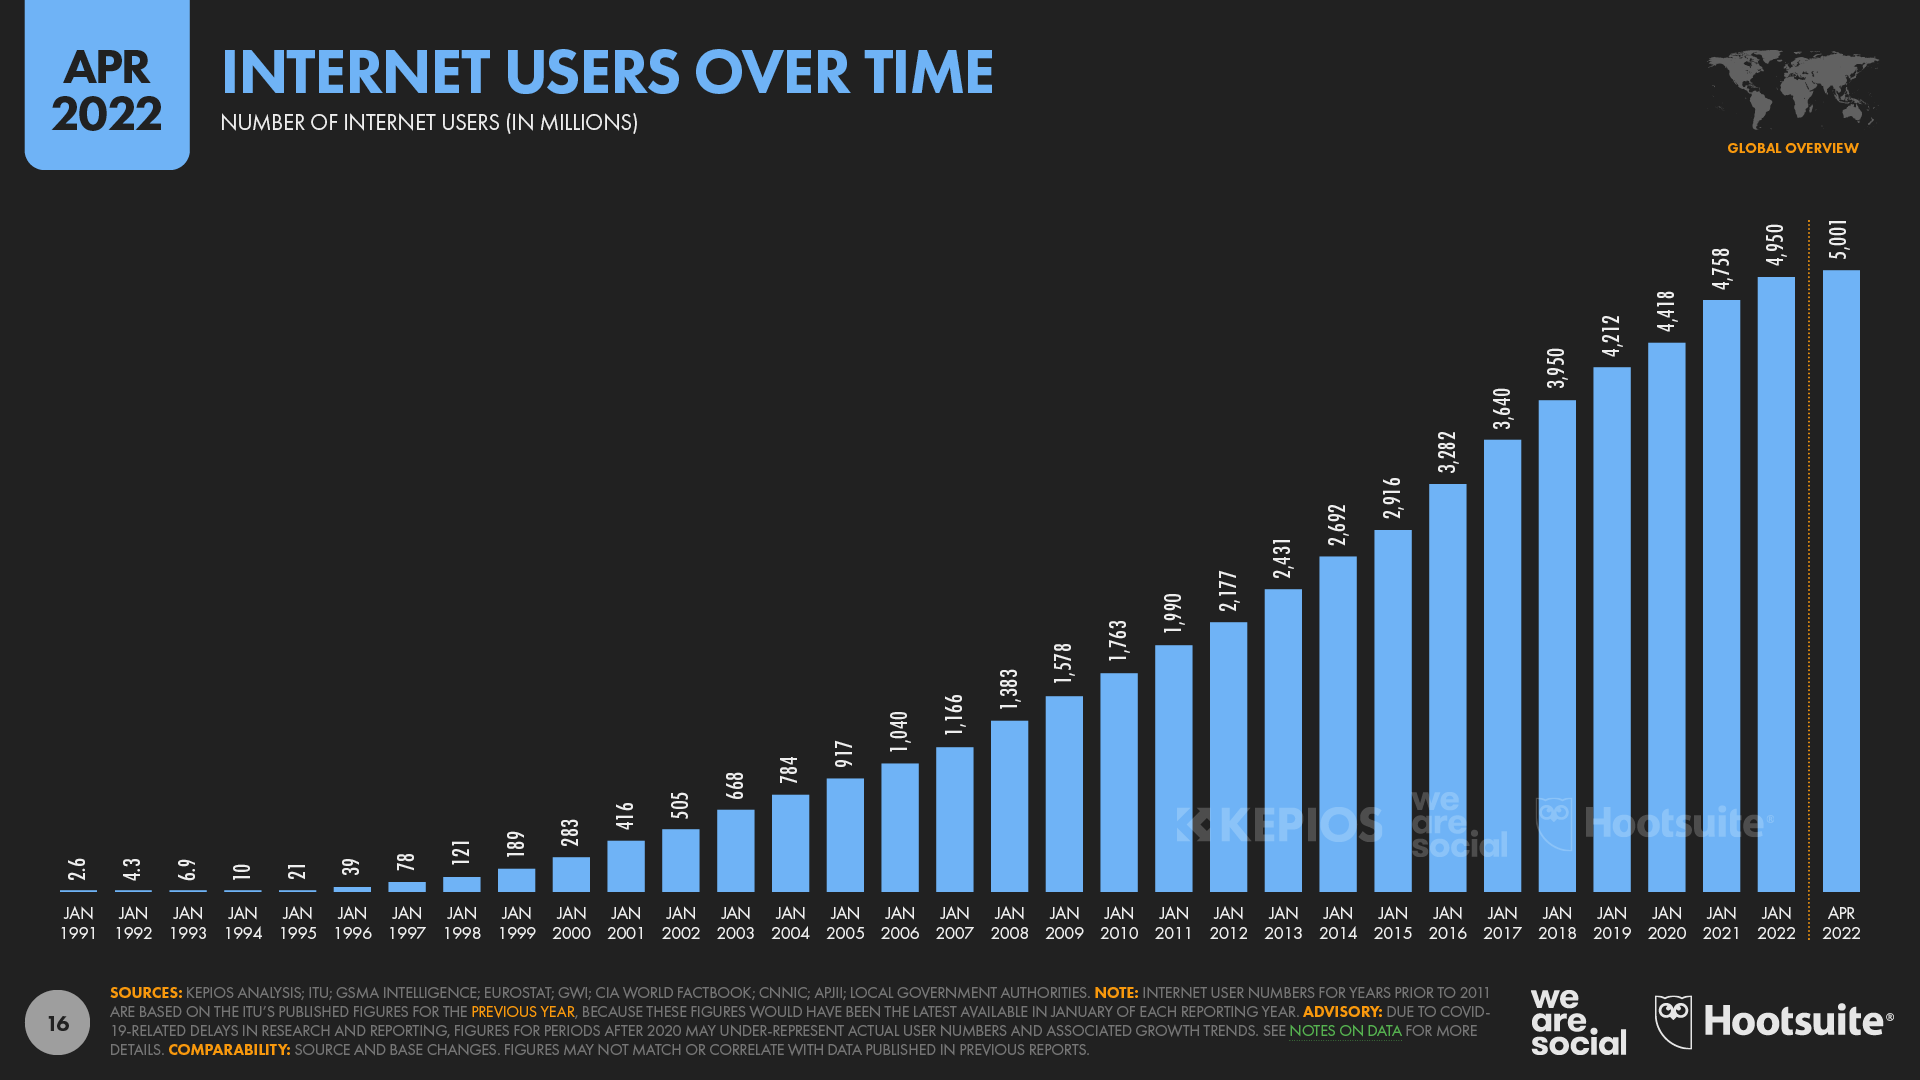 APR
2022
INTERNET USERS OVER TIME
NUMBER OF INTERNET USERS (IN MILLIONS)
GLOBAL OVERVIEW
2.6 4.3 6.9 10 21 39 78 121 189 283 416 505 668 784 917 1,040 1,166 1,383 1,578 1,763 1,990 2,177 2,431 2,692 2,916 3,282 3,640 3,950 4,212 4,418 4,758 4,950 5,001
KEPIOS
we
are
social
Hootsuite®
JAN JAN JAN JAN JAN JAN JAN JAN JAN JAN JAN JAN JAN JAN JAN JAN JAN JAN JAN JAN JAN JAN JAN JAN JAN JAN JAN JAN JAN JAN JAN JAN APR
1991 1992 1993 1994 1995 1996 1997 1998 1999 2000 2001 2002 2003 2004 2005 2006 2007 2008 2009 2010 2011 2012 2013 2014 2015 2016 2017 2018 2019 2020 2021 2022 2022
16
SOURCES: KEPIOS ANALYSIS; ITU; GSMA INTELLIGENCE; EUROSTAT; GWI; CIA WORLD FACTBOOK; CNNIC; APJII; LOCAL GOVERNMENT AUTHORITIES. NOTE: INTERNET USER NUMBERS FOR YEARS PRIOR TO 2011
ARE BASED ON THE ITU'S PUBLISHED FIGURES FOR THE PREVIOUS YEAR, BECAUSE THESE FIGURES WOULD HAVE BEEN THE LATEST AVAILABLE IN JANUARY OF EACH REPORTING YEAR. ADVISORY: DUE TO COVID-
19-RELATED DELAYS IN RESEARCH AND REPORTING, FIGURES FOR PERIODS AFTER 2020 MAY UNDER-REPRESENT ACTUAL USER NUMBERS AND ASSOCIATED GROWTH TRENDS. SEE NOTES ON DATA FOR MORE
DETAILS. COMPARABILITY: SOURCE AND BASE CHANGES. FIGURES MAY NOT MATCH OR CORRELATE WITH DATA PUBLISHED IN PREVIOUS REPORTS.
we
are
social
Hootsuite®